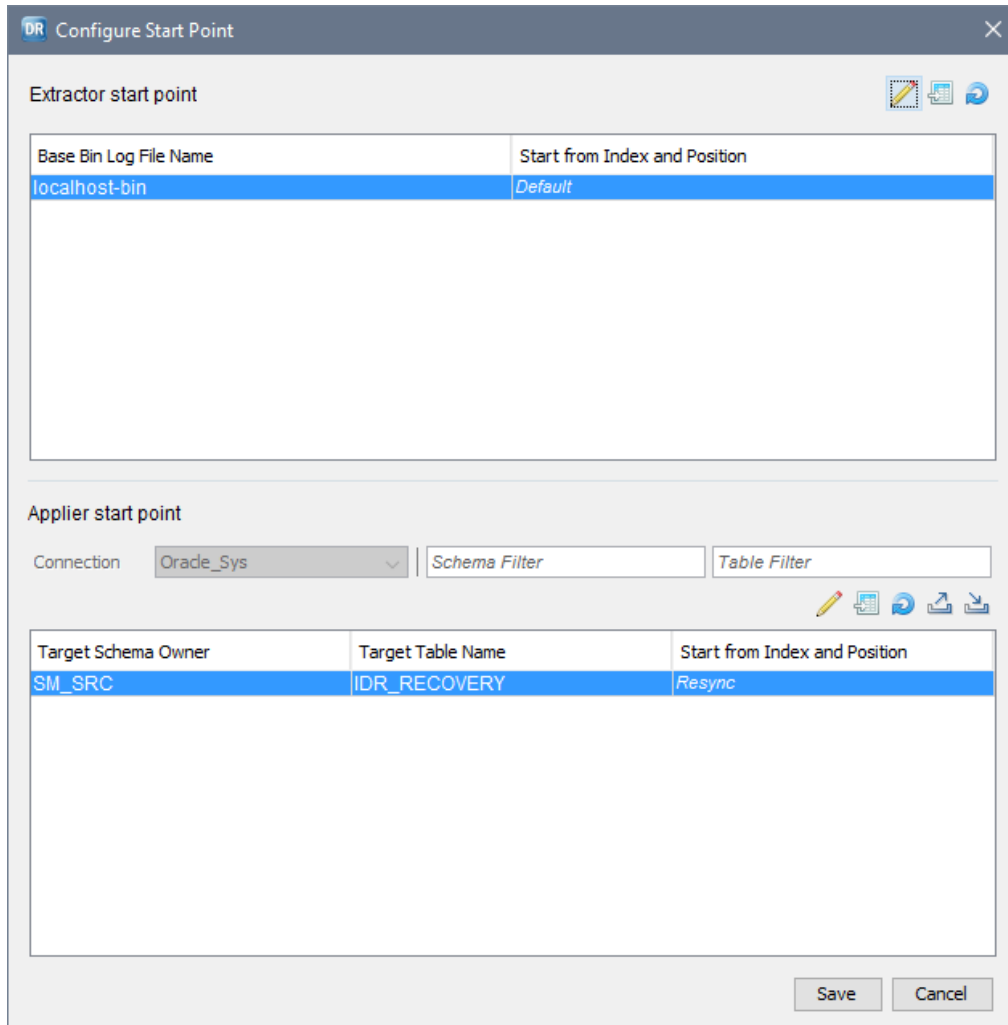 DR Configure Start Point
Extractor start point
Base Bin Log File Name Start from Index and Position
localhost-bin Default
Applier start point
Connection Oracle_Sys Schema Filter Table Filter
Target Schema Owner Target Table Name Start from Index and Position
SM_SRC IDR_RECOVERY Resync
Save Cancel